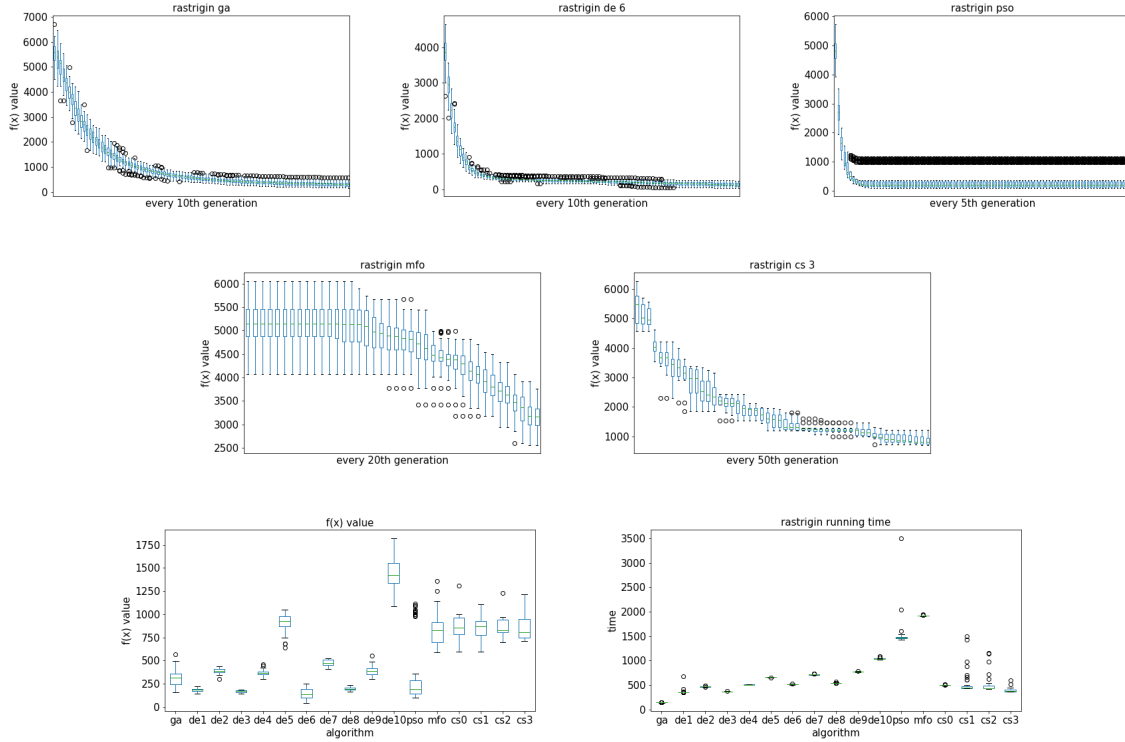 rastrigin ga
f(x) value
7000
6000
5000
4000
3000
2000
1000
0
every 10th generation
rastrigin de 6
f(x) value
4000
3000
2000
1000
0
every 10th generation
rastrigin pso
f(x) value
6000
5000
4000
3000
2000
1000
0
every 5th generation
rastrigin mfo
f(x) value
6000
5500
5000
4500
4000
3500
3000
2500
every 20th generation
rastrigin cs 3
f(x) value
6000
5000
4000
3000
2000
1000
every 50th generation
f(x) value
f(x) value
1750
1500
1250
1000
750
500
250
0
ga de1 de2 de3 de4 de5 de6 de7 de8 de9 de10 pso mfo cs0 cs1 cs2 cs3
algorithm
rastrigin running time
time
3500
3000
2500
2000
1500
1000
500
0
ga de1 de2 de3 de4 de5 de6 de7 de8 de9 de10 pso mfo cs0 cs1 cs2 cs3
algorithm